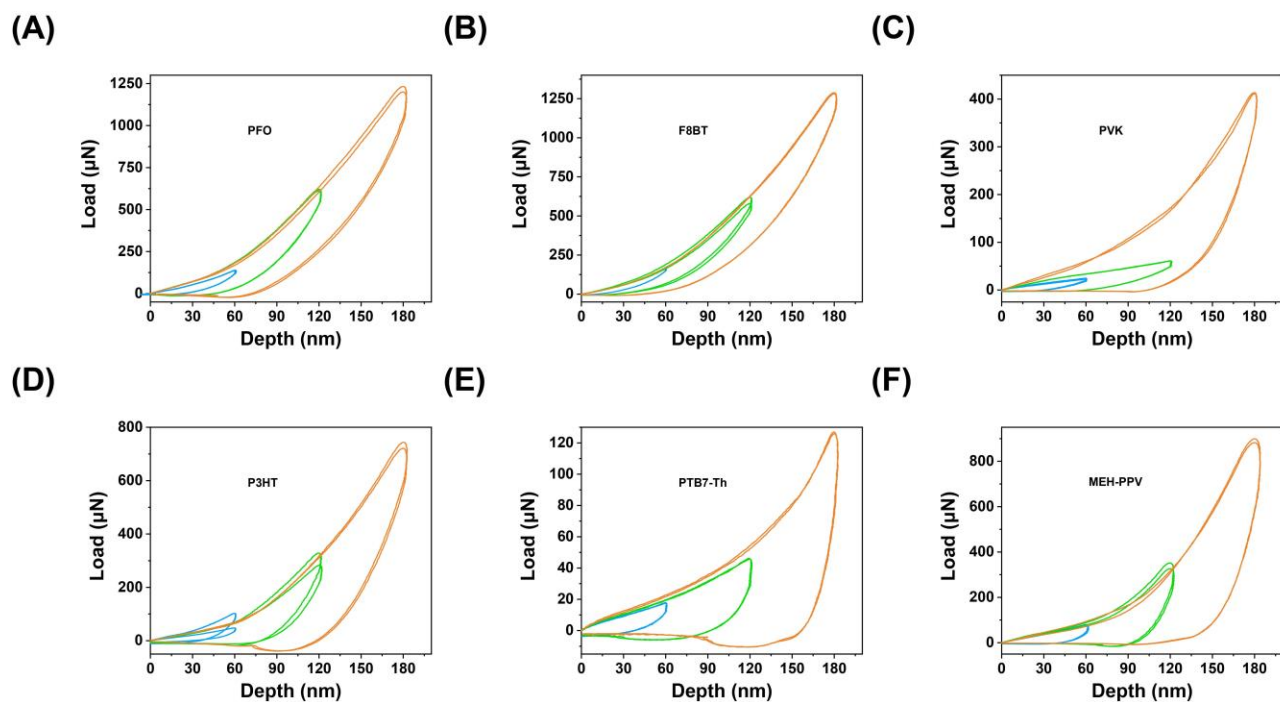 (A)
1250
1000
750
500
250
0
Load (µN)
PFO
0 30 60 90 120 150 180
Depth (nm)
(B)
1250
1000
750
500
250
0
Load (µN)
F8BT
0 30 60 90 120 150 180
Depth (nm)
(C)
400
300
200
100
0
Load (µN)
PVK
0 30 60 90 120 150 180
Depth (nm)
(D)
800
600
400
200
0
Load (µN)
P3HT
0 30 60 90 120 150 180
Depth (nm)
(E)
120
100
80
60
40
20
0
Load (µN)
PTB7-Th
0 30 60 90 120 150 180
Depth (nm)
(F)
800
600
400
200
0
Load (µN)
MEH-PPV
0 30 60 90 120 150 180
Depth (nm)